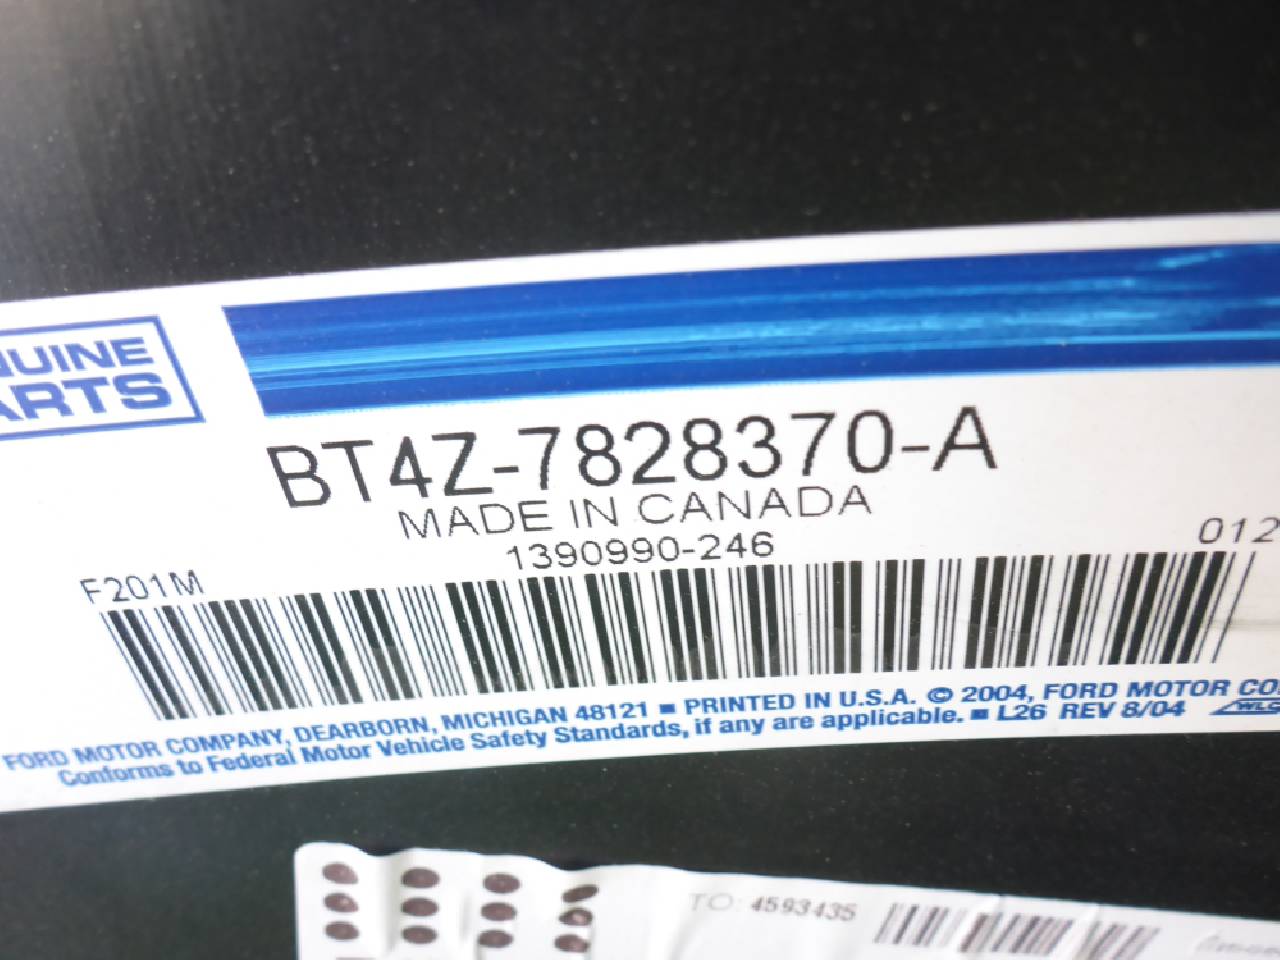 NUINE
ARTS
BT4Z-7828370-A
MADE IN CANADA
1390990-246
012
F201M
FORD MOTOR COMPANY, DEARBORN, MICHIGAN 48121 ■ PRINTED IN U.S.A. © 2004, FORD MOTOR CO.
Conforms to Federal Motor Vehicle Safety Standards, if any are applicable. ■ L26 REV 8/04 WLC
TO: 4593435